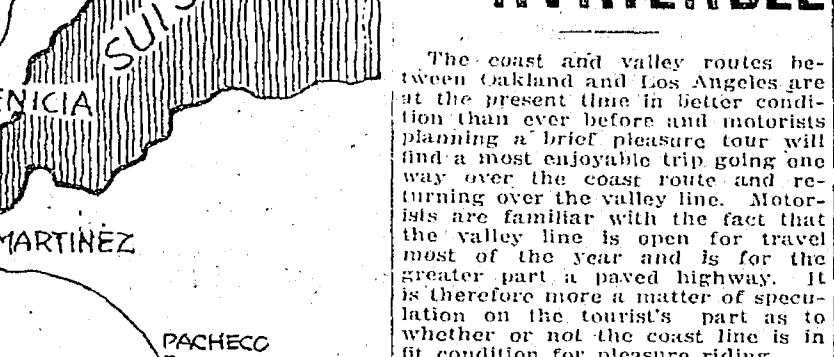 SUIS
ENICIA
MARTINEZ
PACHECO
The coast and valley routes be-
tween Oakland and Los Angeles are
at the present time in better condi-
tion than ever before and motorists
planning a brief pleasure tour will
find a most enjoyable trip going one
way over the coast route and re-
turning over the valley line. Motor-
ists are familiar with the fact that
the valley line is open for travel
most of the year and is for the
greater part a paved highway. It
is therefore more a matter of specu-
lation on the tourist's part as to
whether or not the coast line is in
fit condition for pleasure riding